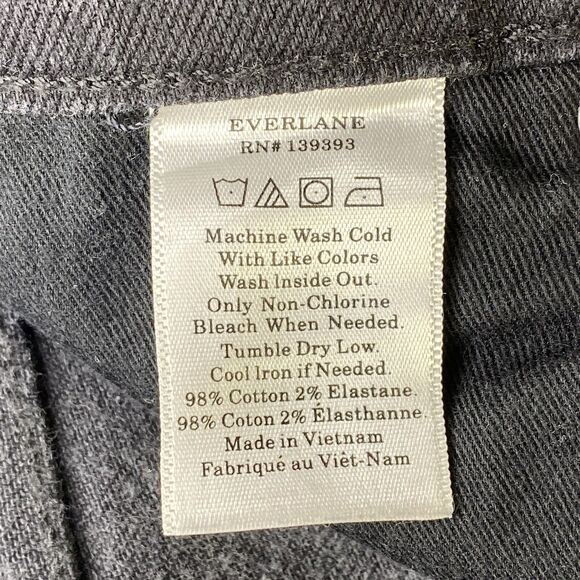 EVERLANE
RN# 139393
Machine Wash Cold
With Like Colors
Wash Inside Out.
Only Non-Chlorine
Bleach When Needed.
Tumble Dry Low.
Cool Iron if Needed.
98% Cotton 2% Elastane.
98% Coton 2% Élasthanne.
Made in Vietnam
Fabriqué au Viêt-Nam